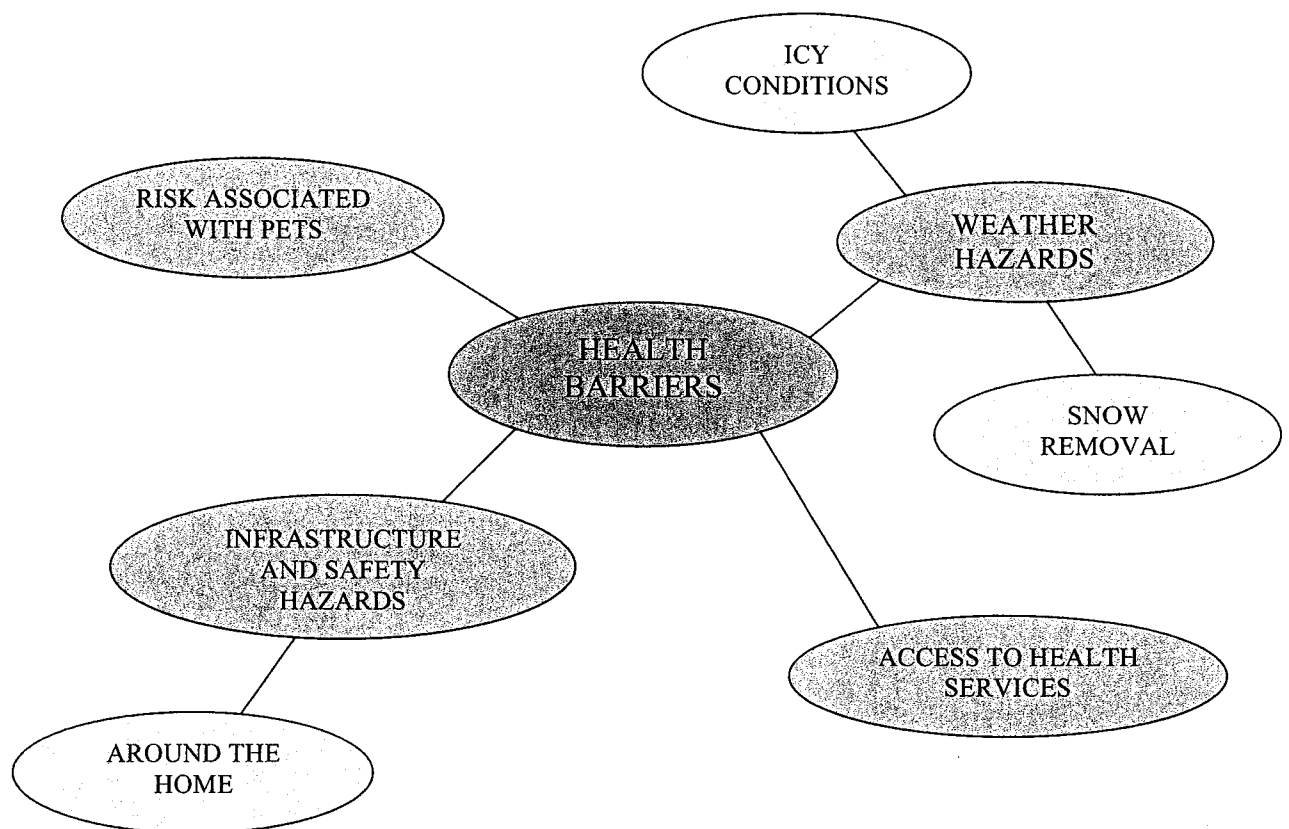 ICY
CONDITIONS
RISK ASSOCIATED
WITH PETS
WEATHER
HAZARDS
HEALTH
BARRIERS
SNOW
REMOVAL
INFRASTRUCTURE
AND SAFETY
HAZARDS
ACCESS TO HEALTH
SERVICES
AROUND THE
HOME